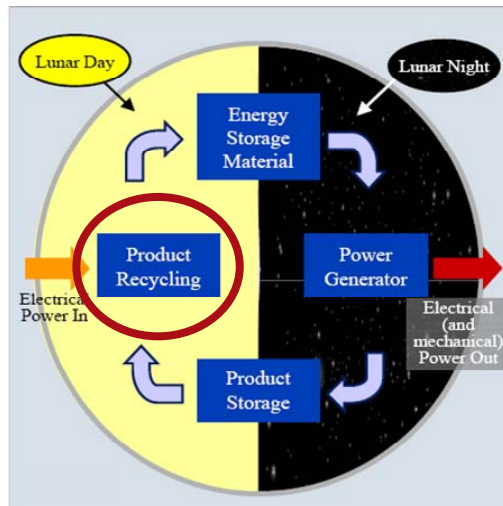 Lunar Day
Lunar Night
Energy
Storage
Material
Product
Recycling
Power
Generator
Electrical
Power In
Electrical
(and
mechanical)
Power Out
Product
Storage